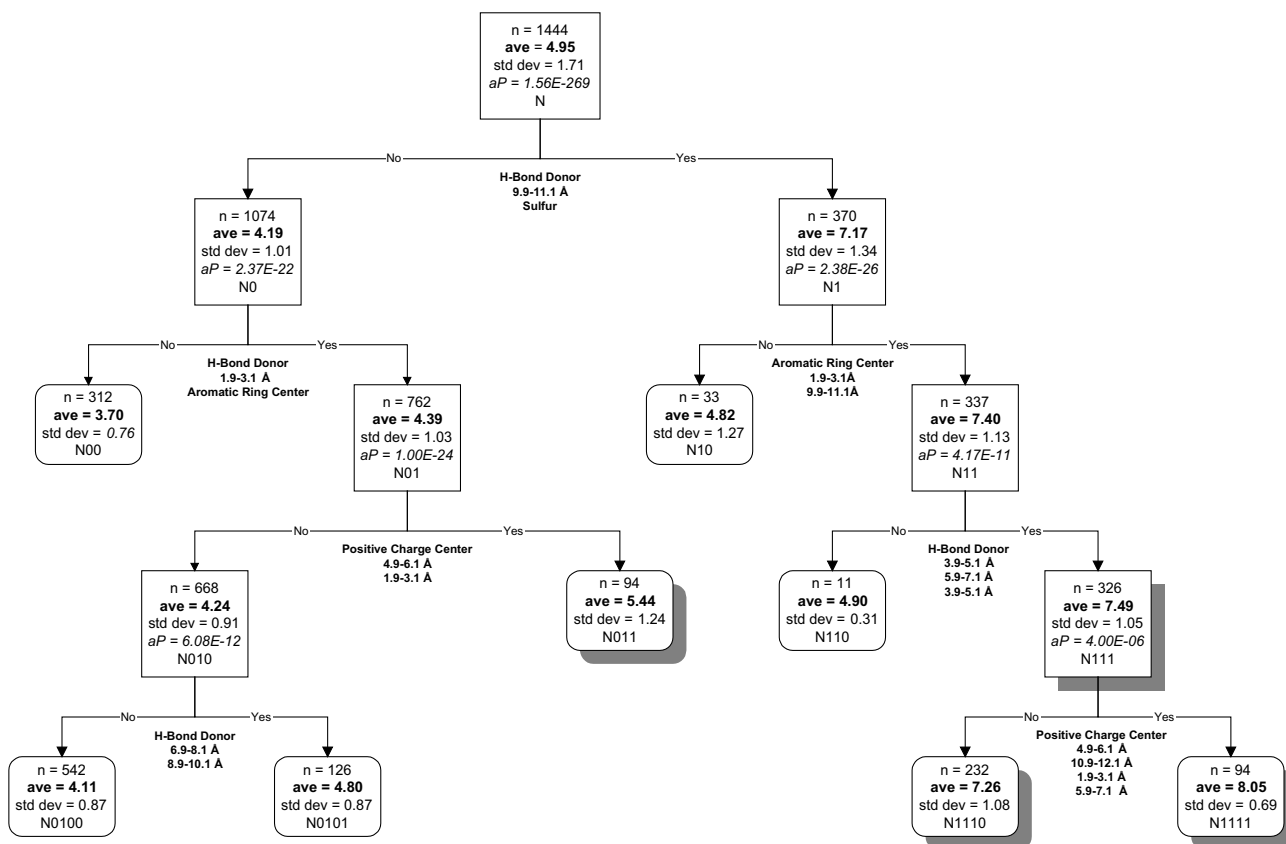 n = 1444
ave = 4.95
std dev = 1.71
aP = 1.56E-269
N
No
Yes
H-Bond Donor
9.9-11.1 Å
Sulfur
n = 1074
ave = 4.19
std dev = 1.01
aP = 2.37E-22
N0
n = 370
ave = 7.17
std dev = 1.34
aP = 2.38E-26
N1
No
Yes
H-Bond Donor
1.9-3.1 Å
Aromatic Ring Center
No
Yes
Aromatic Ring Center
1.9-3.1Å
9.9-11.1Å
n = 312
ave = 3.70
std dev = 0.76
N00
n = 762
ave = 4.39
std dev = 1.03
aP = 1.00E-24
N01
n = 33
ave = 4.82
std dev = 1.27
N10
n = 337
ave = 7.40
std dev = 1.13
aP = 4.17E-11
N11
No
Yes
Positive Charge Center
4.9-6.1 Å
1.9-3.1 Å
No
Yes
H-Bond Donor
3.9-5.1 Å
5.9-7.1 Å
3.9-5.1 Å
n = 668
ave = 4.24
std dev = 0.91
aP = 6.08E-12
N010
n = 94
ave = 5.44
std dev = 1.24
N011
n = 11
ave = 4.90
std dev = 0.31
N110
n = 326
ave = 7.49
std dev = 1.05
aP = 4.00E-06
N111
No
Yes
H-Bond Donor
6.9-8.1 Å
8.9-10.1 Å
No
Yes
Positive Charge Center
4.9-6.1 Å
10.9-12.1 Å
1.9-3.1 Å
5.9-7.1 Å
n = 542
ave = 4.11
std dev = 0.87
N0100
n = 126
ave = 4.80
std dev = 0.87
N0101
n = 232
ave = 7.26
std dev = 1.08
N1110
n = 94
ave = 8.05
std dev = 0.69
N1111